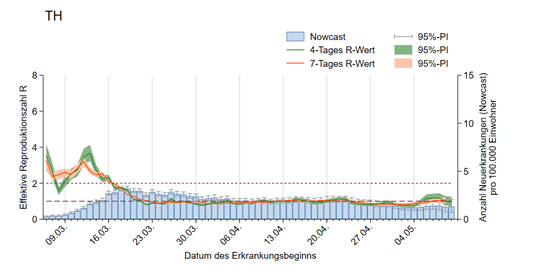 TH
Nowcast 95%-PI
4-Tages R-Wert 95%-PI
7-Tages R-Wert 95%-PI
Effektive Reproduktionszahl R
8
6
4
2
0
Anzahl Neuerkrankungen (Nowcast)
pro 100.000 Einwohner
15
10
5
0
09.03. 16.03. 23.03. 30.03. 06.04. 13.04. 20.04. 27.04. 04.05.
Datum des Erkrankungsbeginns